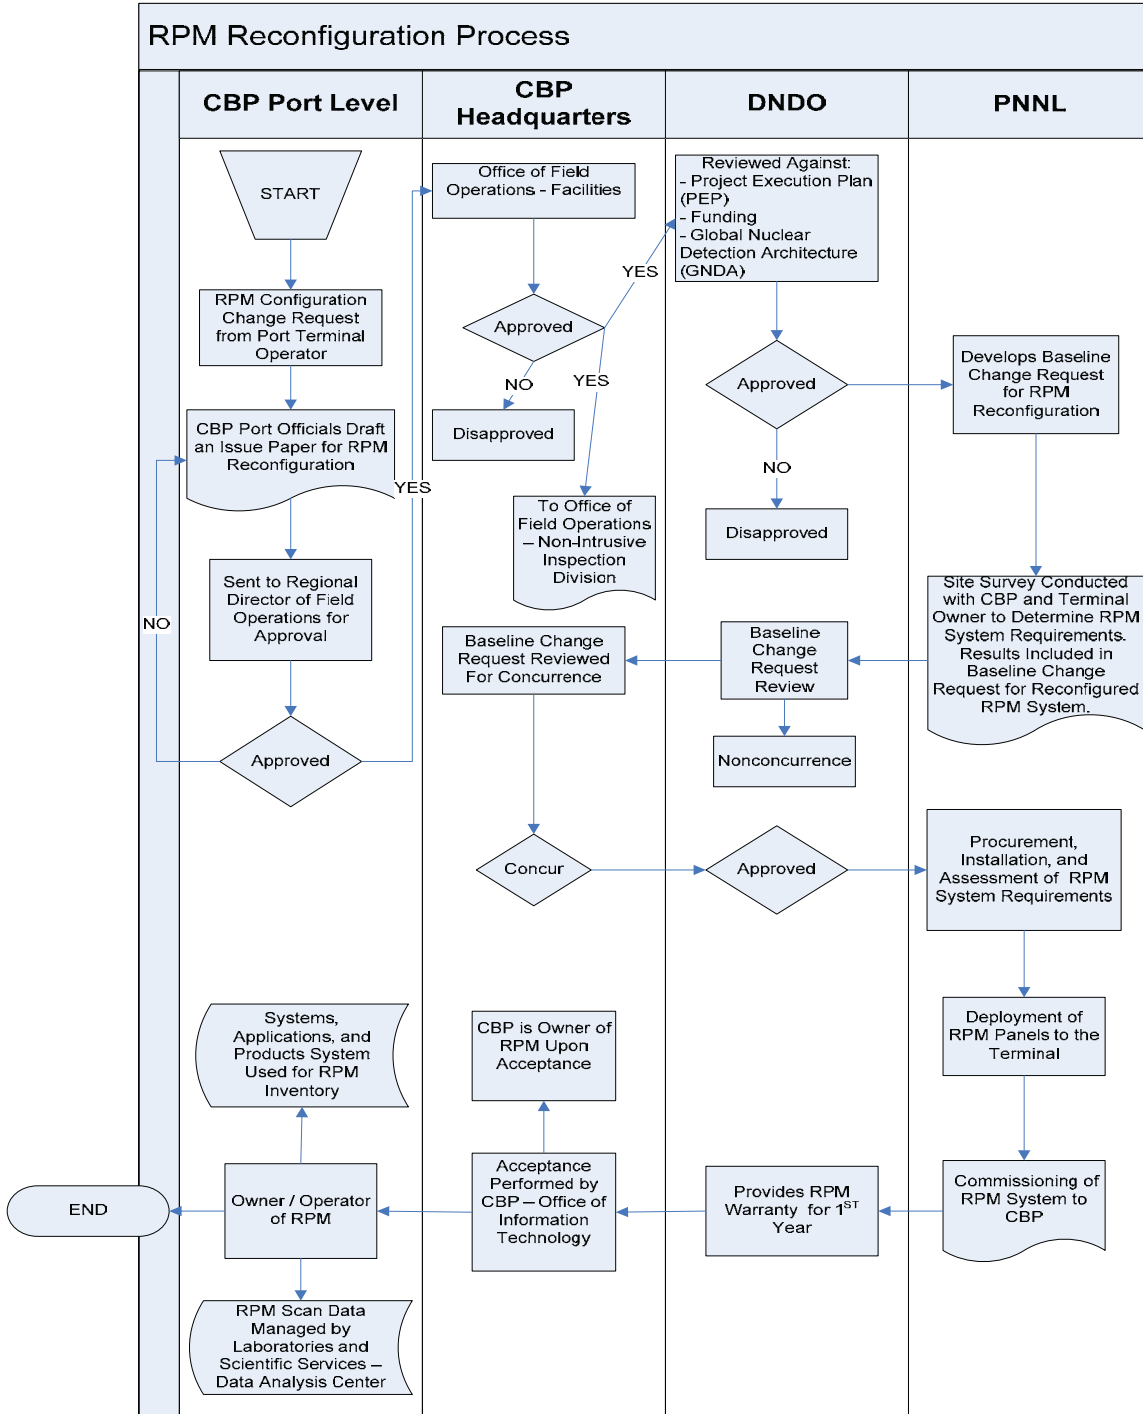 RPM Reconfiguration Process
CBP Port Level
CBP
Headquarters
DNDO
PNNL
START
RPM Configuration
Change Request
from Port Terminal
Operator
CBP Port Officials Draft
an Issue Paper for RPM
Reconfiguration
Sent to Regional
Director of Field
Operations for
Approval
NO
Approved
YES
Office of Field
Operations - Facilities
Approved
NO
YES
YES
Disapproved
To Office of
Field Operations
– Non-Intrusive
Inspection
Division
Reviewed Against:
- Project Execution Plan
(PEP)
- Funding
- Global Nuclear
Detection Architecture
(GNDA)
Approved
NO
Disapproved
Develops Baseline
Change Request
for RPM
Reconfiguration
Site Survey Conducted
with CBP and Terminal
Owner to Determine RPM
System Requirements.
Results Included in
Baseline Change
Request for Reconfigured
RPM System.
Baseline
Change
Request
Review
Nonconcurrence
Baseline Change
Request Reviewed
For Concurrence
Concur
Approved
Procurement,
Installation, and
Assessment of RPM
System Requirements
Deployment of
RPM Panels to the
Terminal
Commissioning of
RPM System to
CBP
Provides RPM
Warranty for 1ST
Year
Acceptance
Performed by
CBP – Office of
Information
Technology
CBP is Owner of
RPM Upon
Acceptance
Owner / Operator
of RPM
Systems,
Applications, and
Products System
Used for RPM
Inventory
RPM Scan Data
Managed by
Laboratories and
Scientific Services –
Data Analysis Center
END